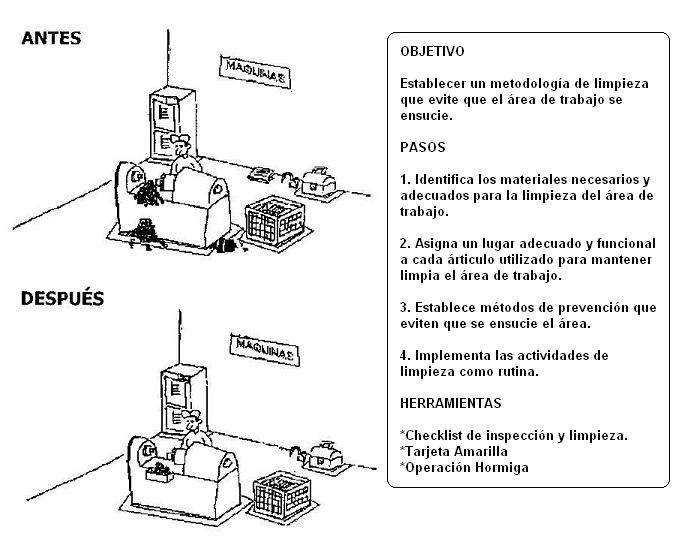 ANTES
MAQUINAS
DESPUÉS
MAQUINAS
OBJETIVO
Establecer un metodología de limpieza
que evite que el área de trabajo se
ensucie.
PASOS
1. Identifica los materiales necesarios y
adecuados para la limpieza del área de
trabajo.
2. Asigna un lugar adecuado y funcional
a cada árticulo utilizado para mantener
limpia el área de trabajo.
3. Establece métodos de prevención que
eviten que se ensucie el área.
4. Implementa las actividades de
limpieza como rutina.
HERRAMIENTAS
*Checklist de inspección y limpieza.
*Tarjeta Amarilla
*Operación Hormiga